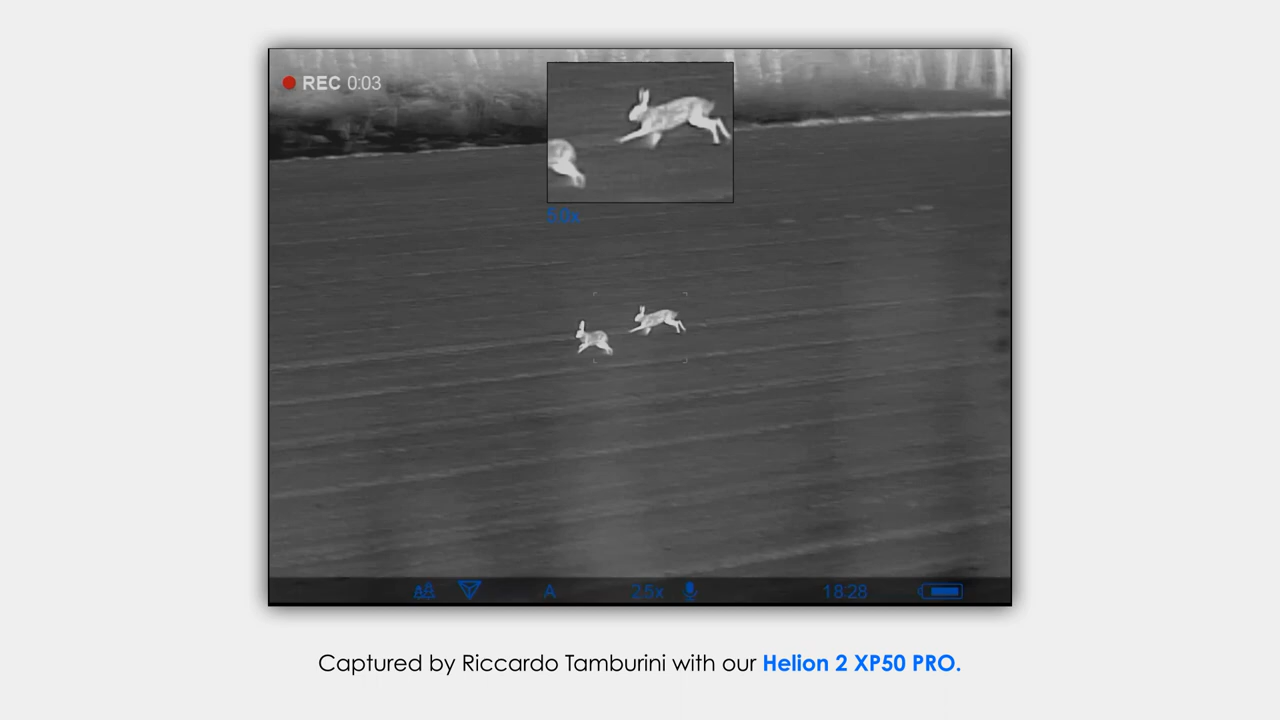 REC 0:03
5.0x
A 2.5x 18:28
Captured by Riccardo Tamburini with our Helion 2 XP50 PRO.